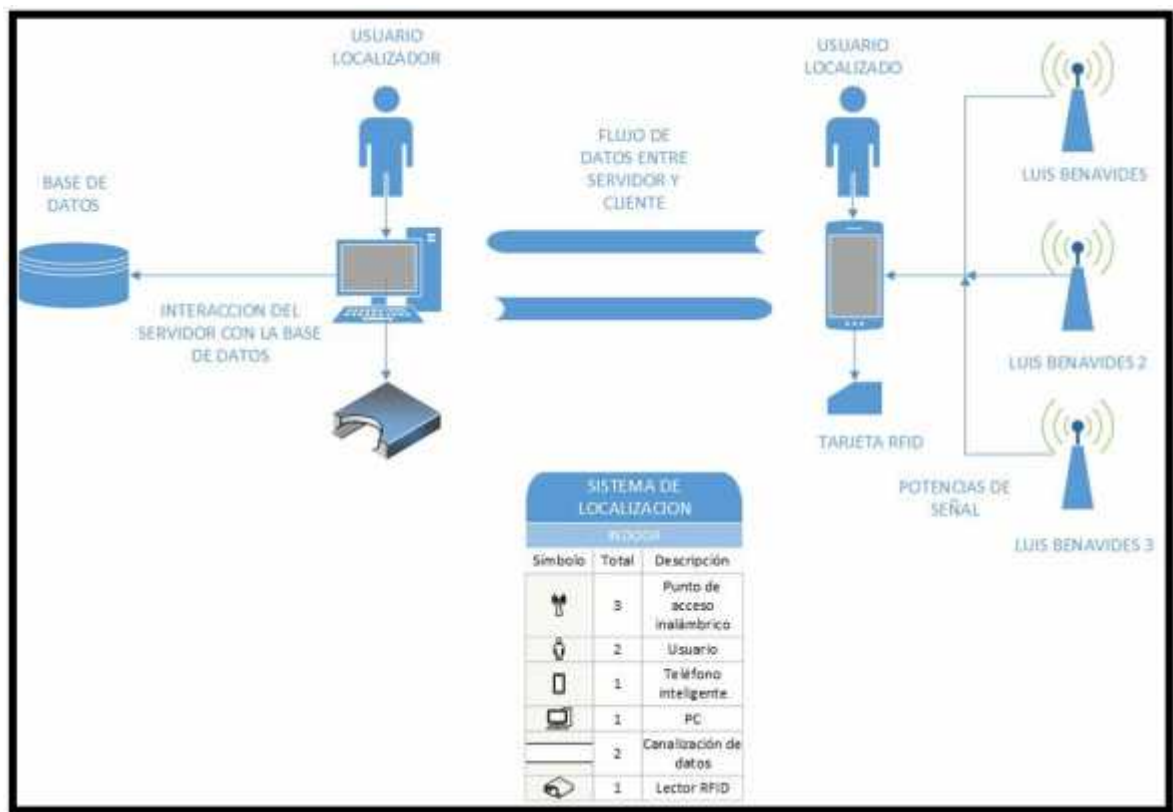 USUARIO
LOCALIZADOR
USUARIO
LOCALIZADO
LUIS BENAVIDES
FLUJO DE
DATOS ENTRE
SERVIDOR Y
CLIENTE
BASE DE
DATOS
INTERACCION DEL
SERVIDOR CON LA BASE
DE DATOS
LUIS BENAVIDES 2
TARJETA RFID
POTENCIAS DE
SEÑAL
LUIS BENAVIDES 3
SISTEMA DE
LOCALIZACION
INDOOR
Símbolo Total Descripción
3 Punto de
acceso
inalámbrico
2 Usuario
1 Teléfono
inteligente
1 PC
2 Canalización de
datos
1 Lector RFID